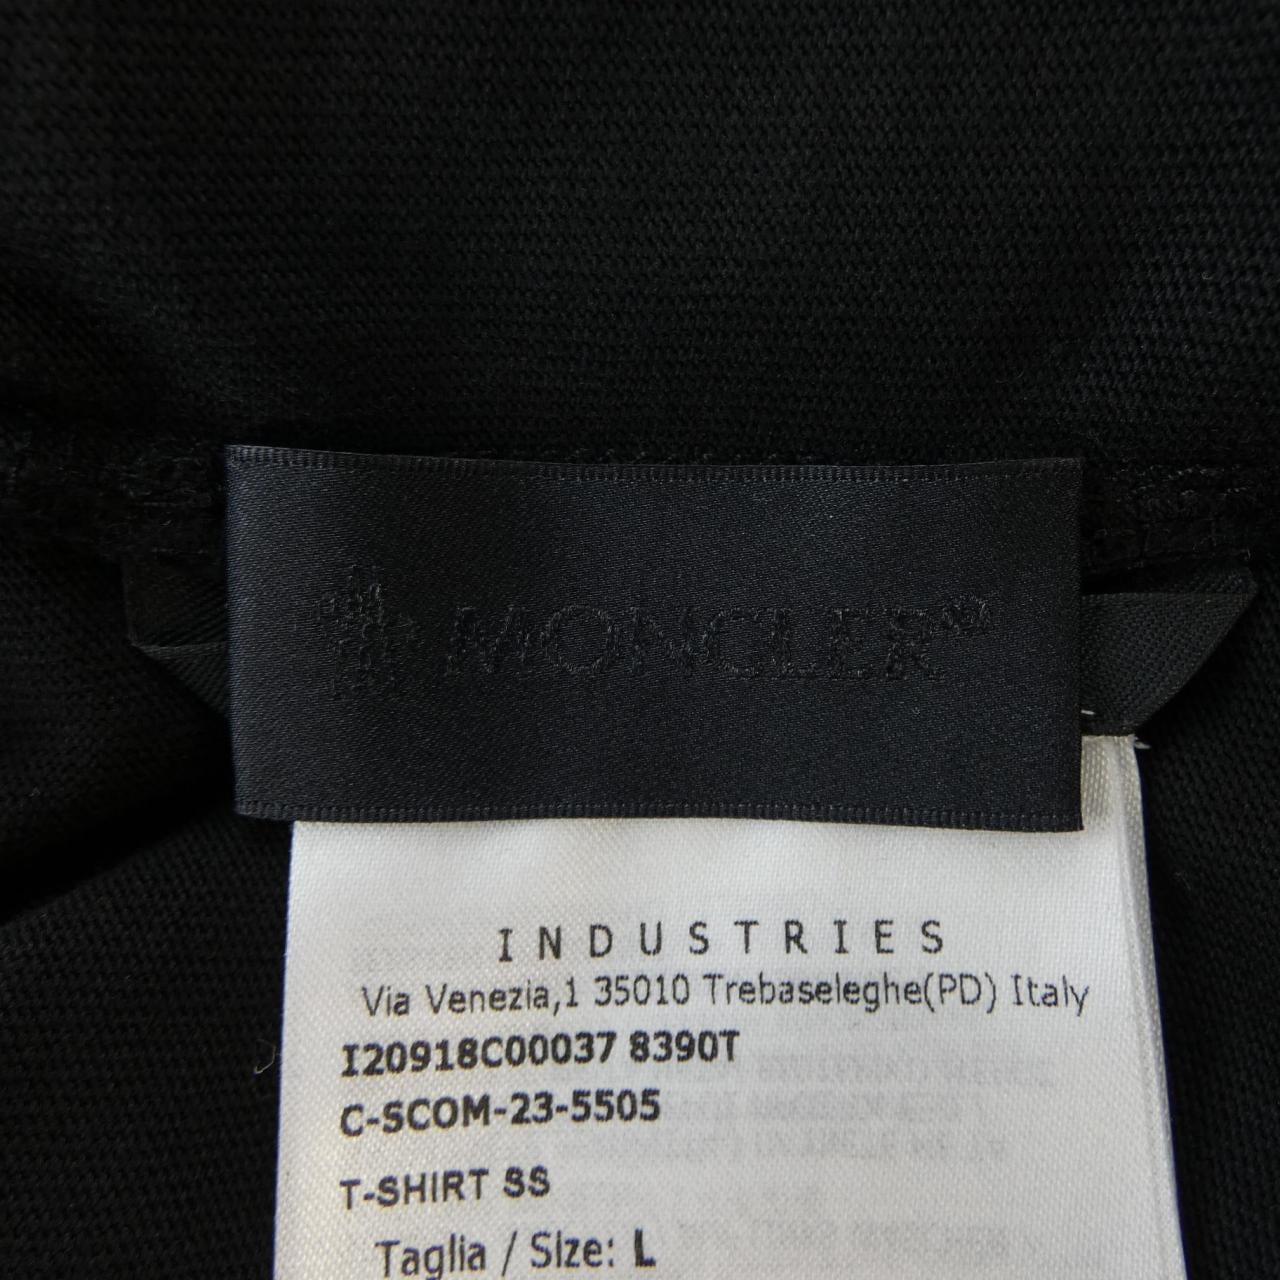 MONCLER
INDUSTRIES
Via Venezia,1 35010 Trebaseleghe(PD) Italy
I20918C00037 8390T
C-SCOM-23-5505
T-SHIRT SS
Taglia / Size: L